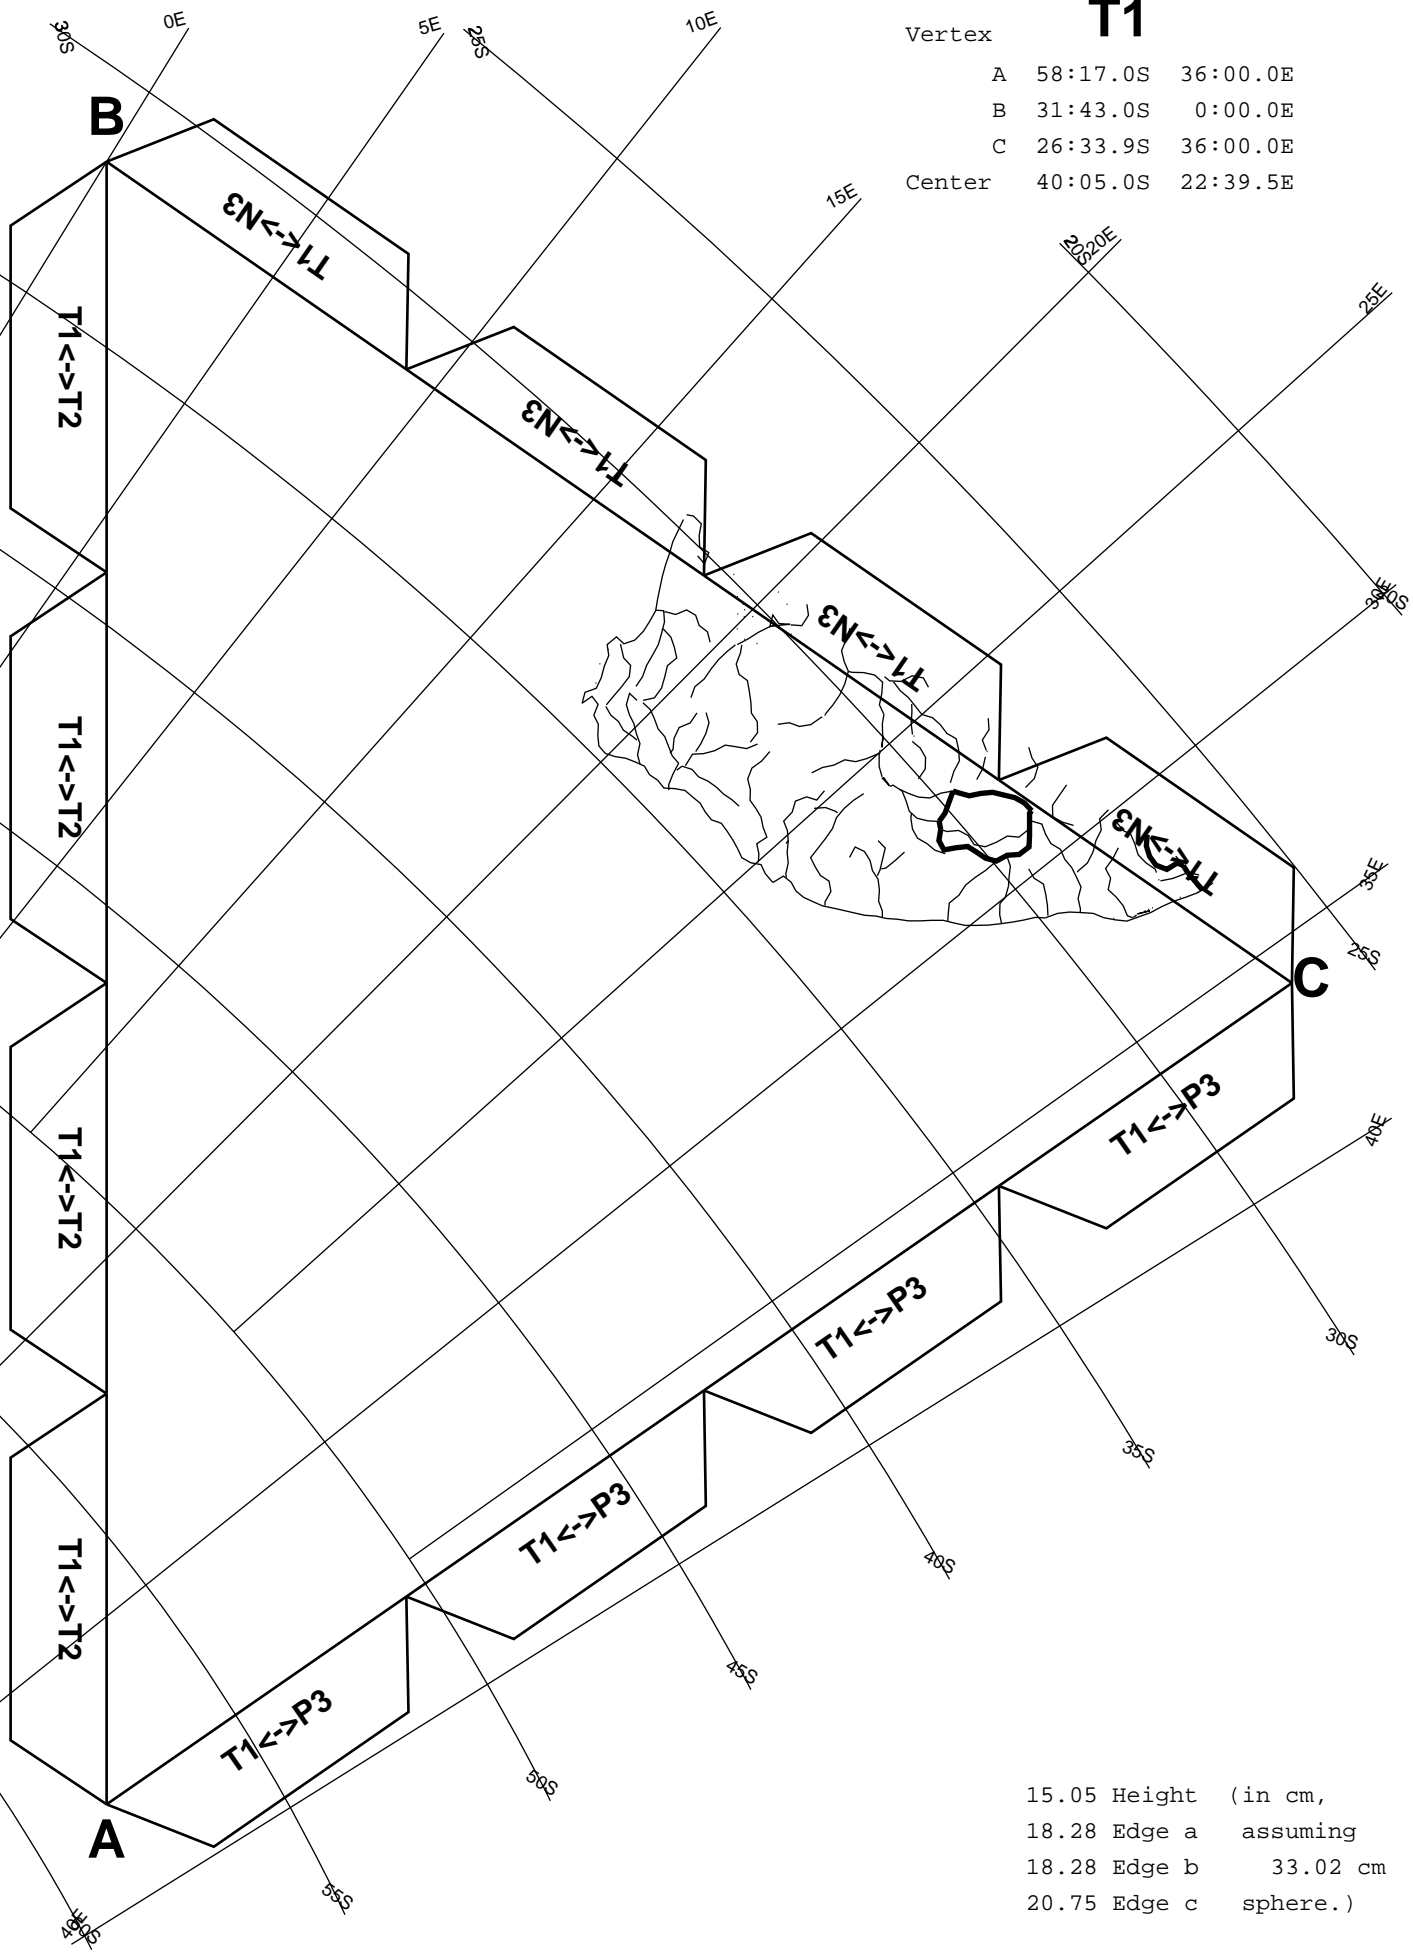 T1
Vertex
A 58:17.0S 36:00.0E
B 31:43.0S 0:00.0E
C 26:33.9S 36:00.0E
Center 40:05.0S 22:39.5E
30S
0E
5E
25S
10E
15E
20S
20E
25E
30E
20S
35E
25S
40E
30S
35S
40S
45S
50S
55S
40E
60S
B
C
A
T1<->N3
T1<->N3
T1<->N3
T1<->N3
T1<->T2
T1<->T2
T1<->T2
T1<->T2
T1<->P3
T1<->P3
T1<->P3
T1<->P3
15.05 Height (in cm,
18.28 Edge a assuming
18.28 Edge b 33.02 cm
20.75 Edge c sphere.)